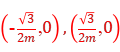 (-√3/2m,0) , (√3/2m,0)